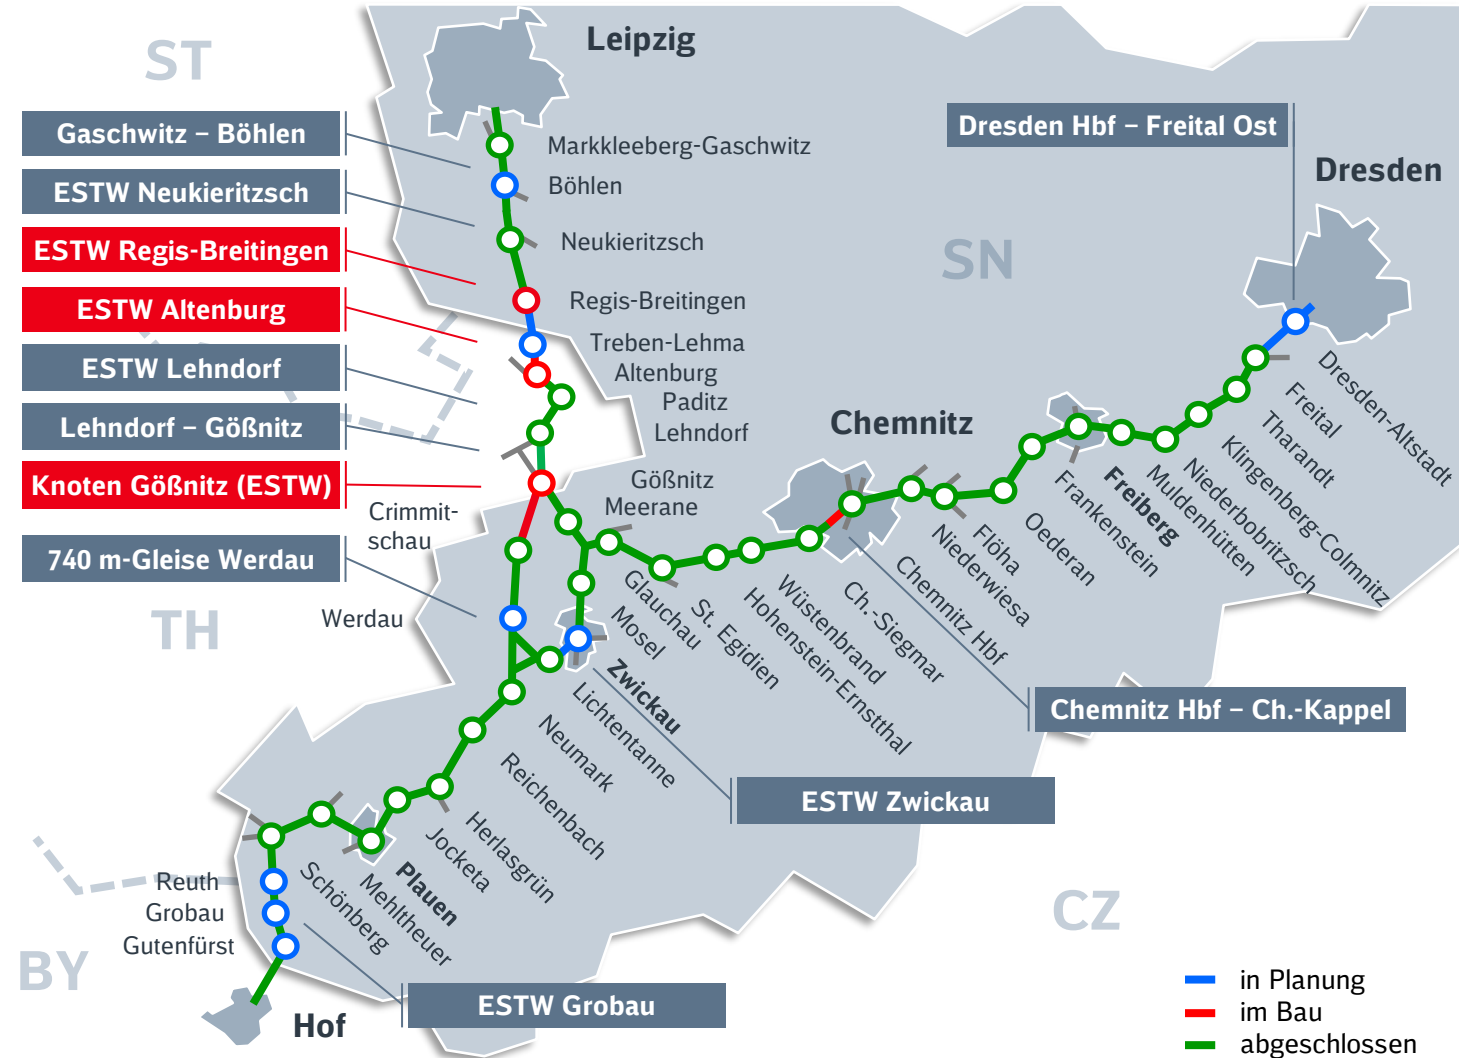 ST
Leipzig
Gaschwitz – Böhlen
ESTW Neukieritzsch
ESTW Regis-Breitingen
ESTW Altenburg
ESTW Lehndorf
Lehndorf – Gößnitz
Knoten Gößnitz (ESTW)
740 m-Gleise Werdau
Markkleeberg-Gaschwitz
Böhlen
Neukieritzsch
Regis-Breitingen
Treben-Lehma
Altenburg
Paditz
Lehndorf
Gößnitz
Meerane
Crimmit-
schau
Werdau
TH
SN
Dresden Hbf – Freital Ost
Dresden
Chemnitz
Dresden-Altstadt
Freital
Tharandt
Klingenberg-Colmnitz
Niederbobritzsch
Muldenhütten
Freiberg
Frankenstein
Oederan
Flöha
Niederwiesa
Chemnitz Hbf
Ch.-Siegmar
Wüstenbrand
Hohenstein-Ernstthal
St. Egidien
Glauchau
Mosel
Zwickau
Lichtentanne
Neumark
Reichenbach
Herlasgrün
Jocketa
Plauen
Mehltheuer
Schönberg
Reuth
Grobau
Gutenfürst
Chemnitz Hbf – Ch.-Kappel
ESTW Zwickau
ESTW Grobau
CZ
BY
Hof
in Planung
im Bau
abgeschlossen